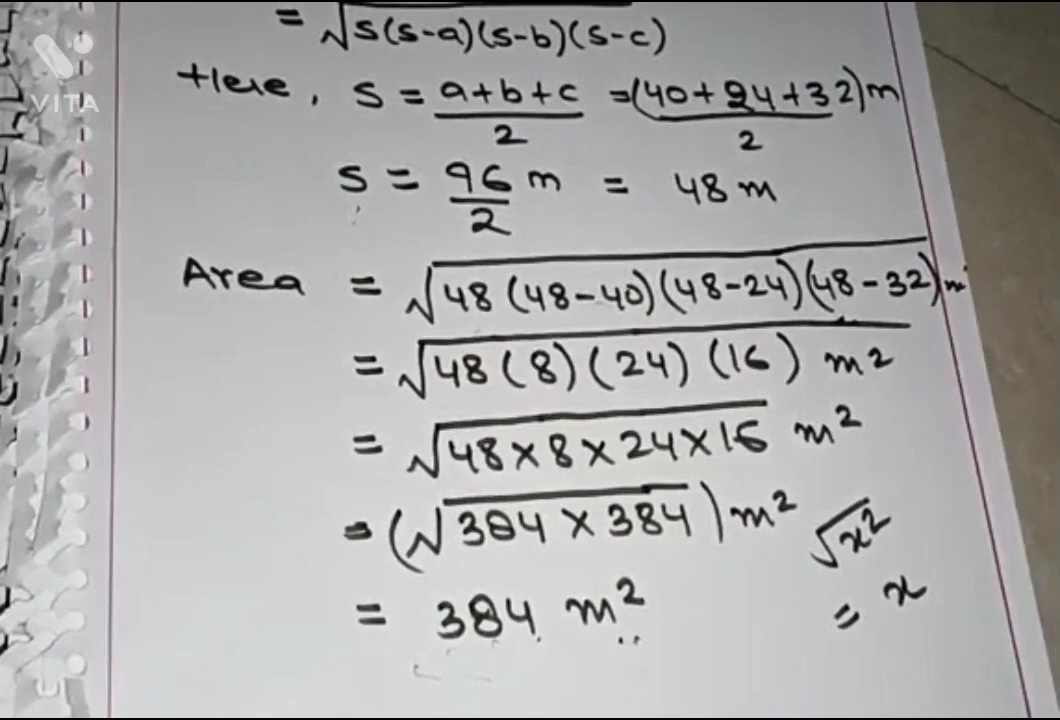 VITA
= √s(s-a)(s-b)(s-c)
Here, s = a+b+c/2 = (40+24+32)m/2
s = 96/2 m = 48 m
Area = √48(48-40)(48-24)(48-32) m
= √48(8)(24)(16) m²
= √48×8×24×16 m²
= (√384×384) m²
√x²
= 384 m²
= x